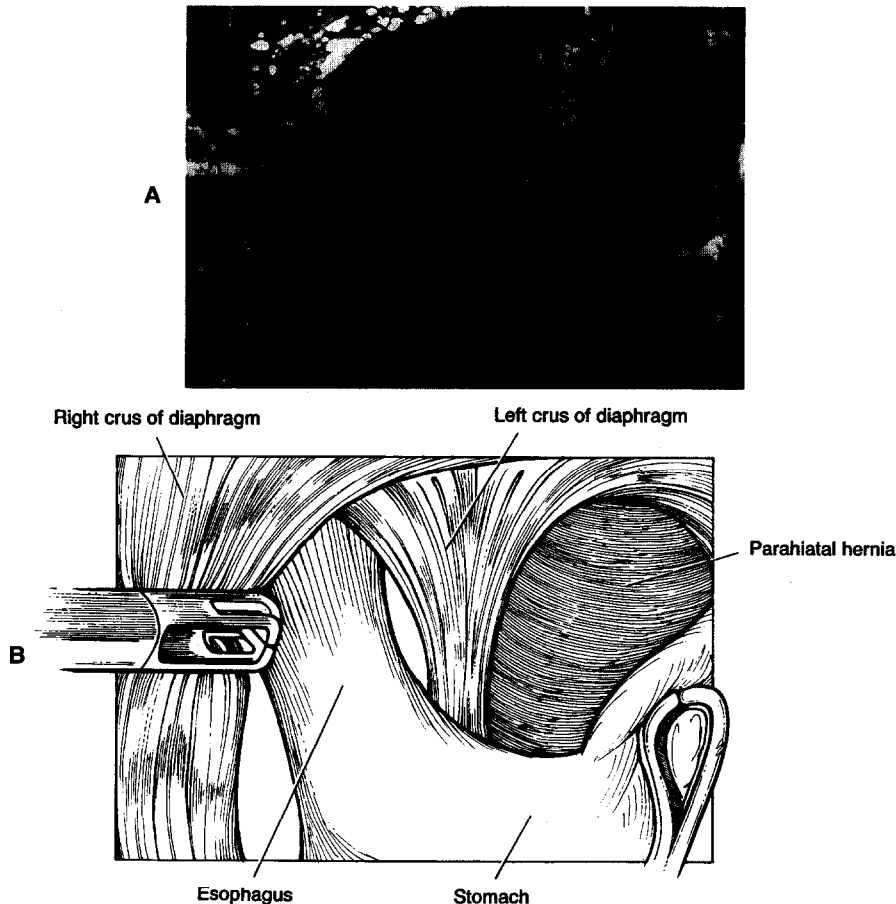 A
Right crus of diaphragm
Left crus of diaphragm
Parahiatal hernia
B
Esophagus
Stomach